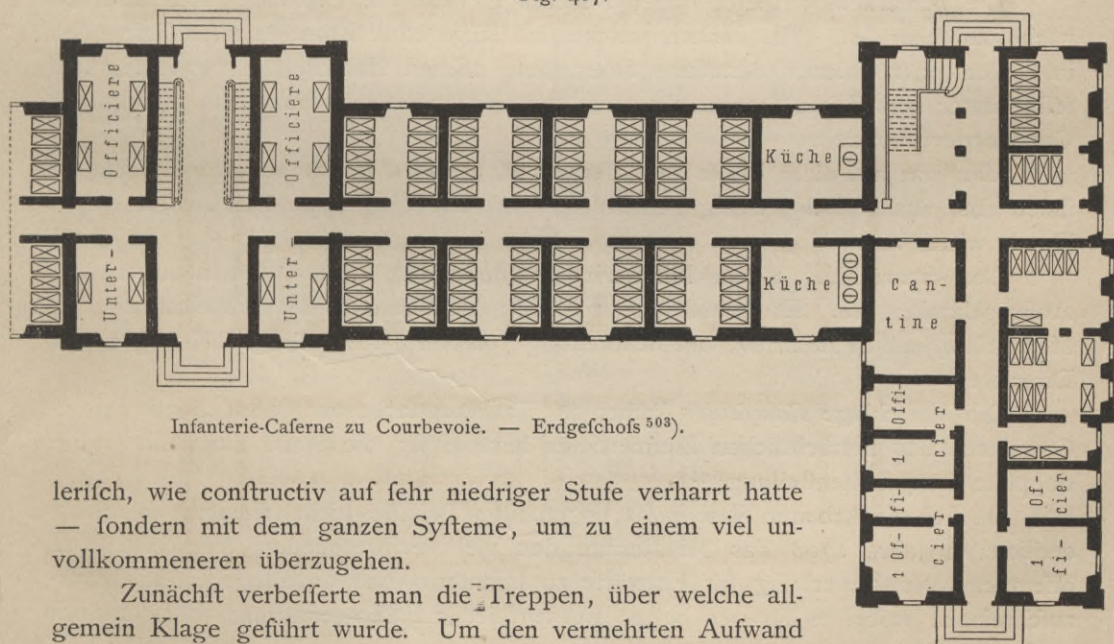 Officiere
Officiere
Küche
Unter-
Unter
Küche
Can-
tine
1 Offi-
cier
1 Offi-
cier
1 Of-
fi-
cier
Infanterie-Caſerne zu Courbevoie. — Erdgeſchoſs ⁵⁰³).
leriſch, wie conſtructiv auf ſehr niedriger Stufe verharrt hatte
— ſondern mit dem ganzen Syſteme, um zu einem viel un-
vollkommeneren überzugehen.
Zunächſt verbeſſerte man die Treppen, über welche all-
gemein Klage geführt wurde. Um den vermehrten Aufwand